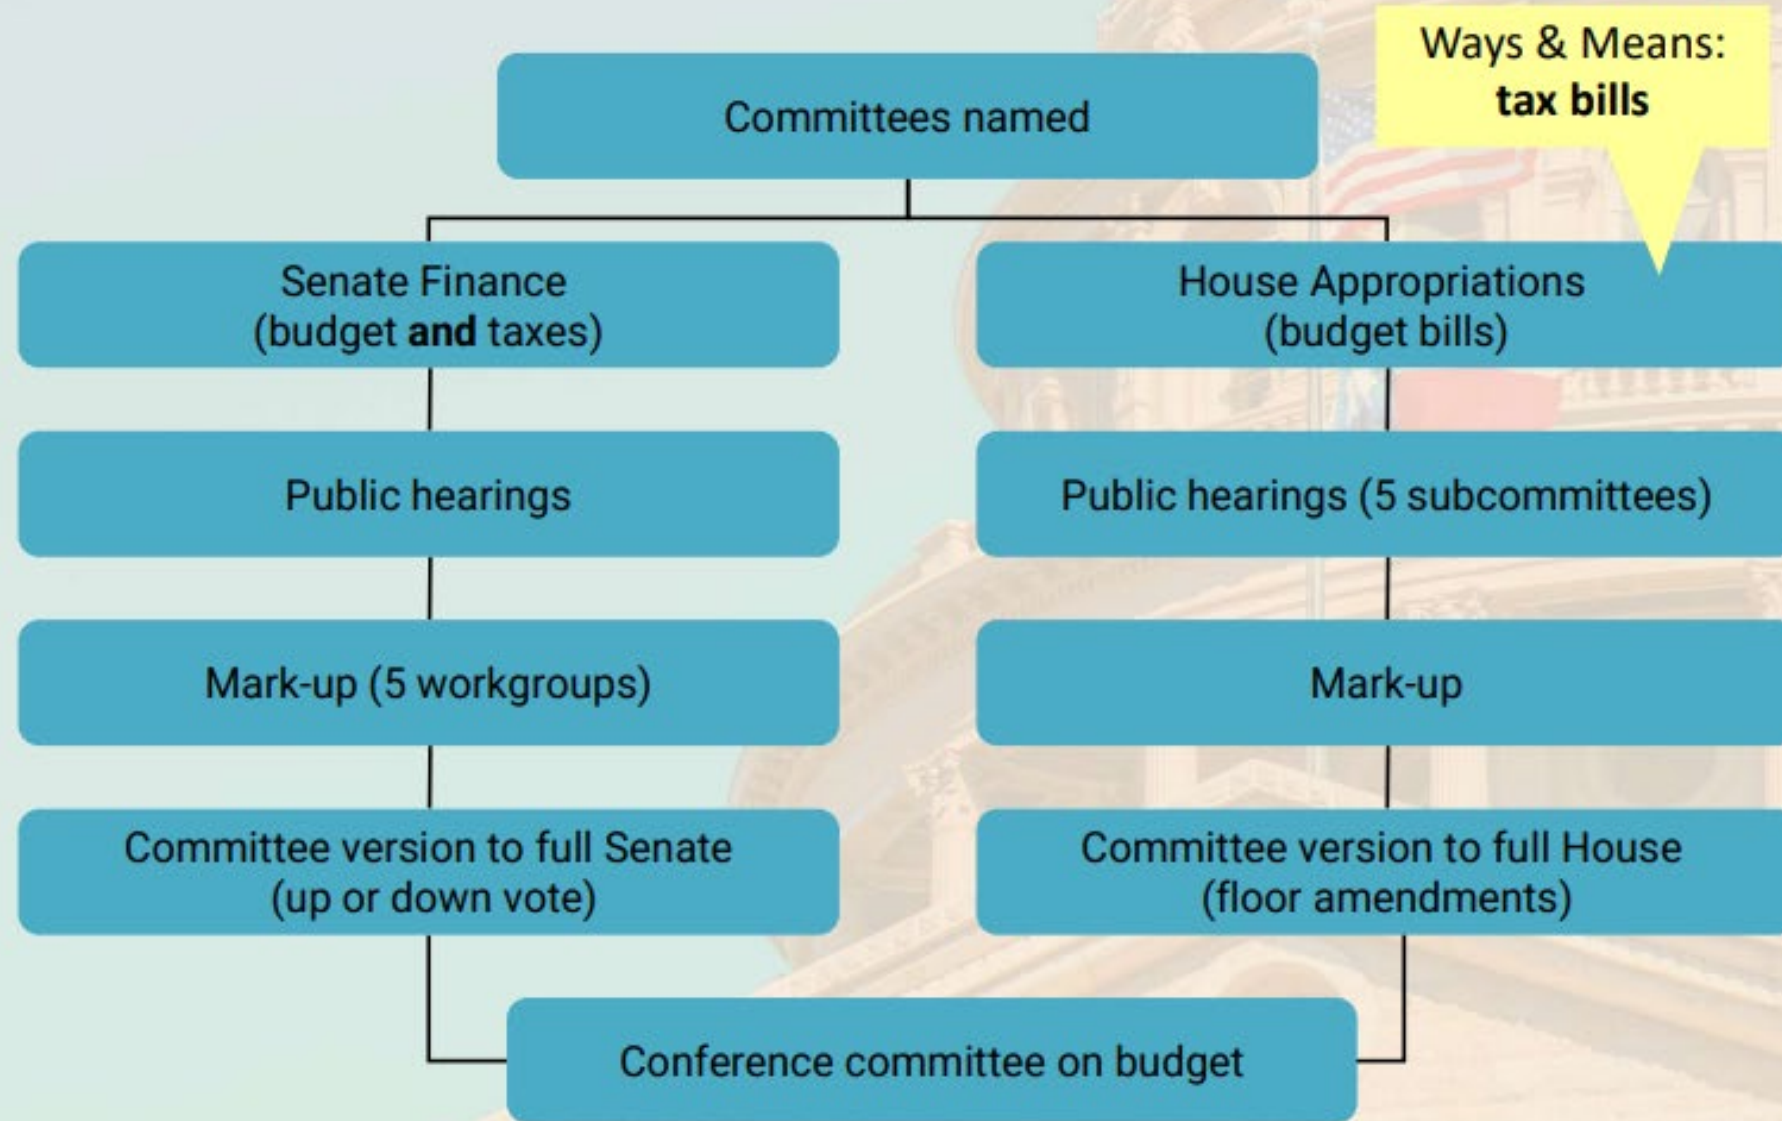 Ways & Means:
tax bills
Committees named
Senate Finance
(budget and taxes)
House Appropriations
(budget bills)
Public hearings
Public hearings (5 subcommittees)
Mark-up (5 workgroups)
Mark-up
Committee version to full Senate
(up or down vote)
Committee version to full House
(floor amendments)
Conference committee on budget